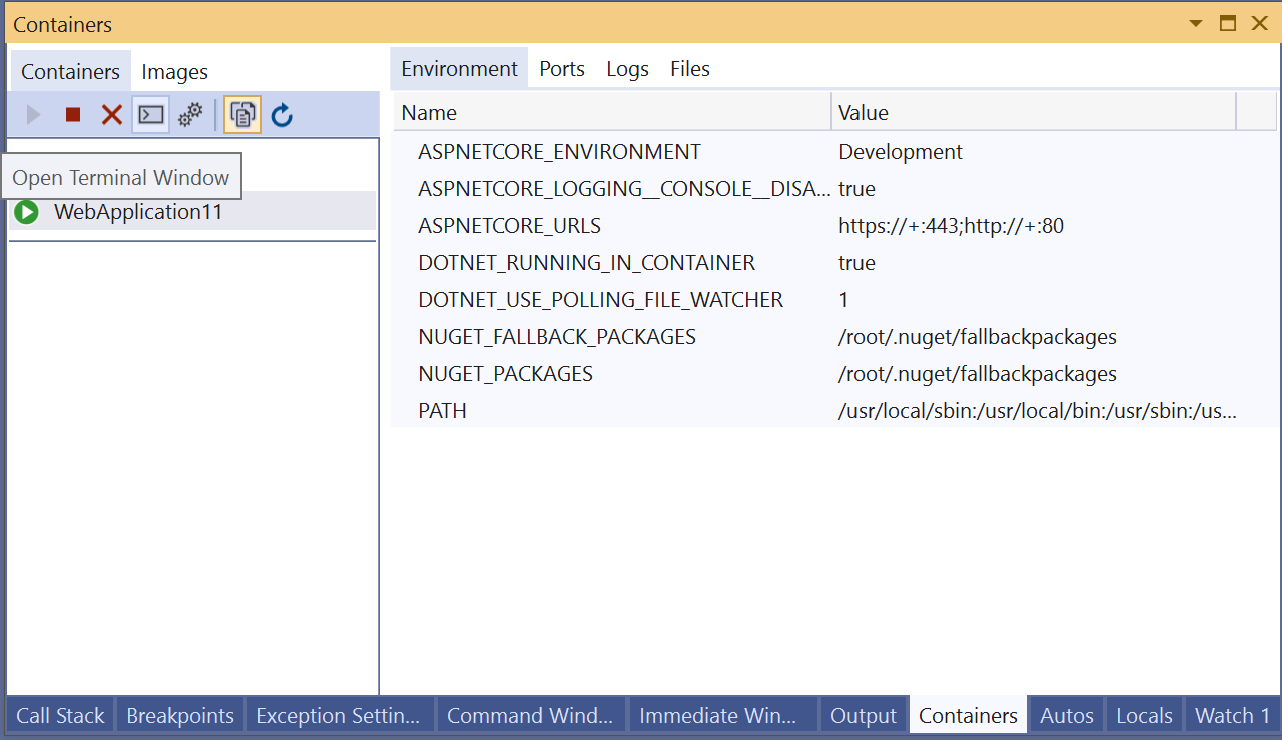 Containers
Containers Images
Open Terminal Window
WebApplication11
Environment Ports Logs Files
Name Value
ASPNETCORE_ENVIRONMENT Development
ASPNETCORE_LOGGING__CONSOLE__DISA... true
ASPNETCORE_URLS https://+:443;http://+:80
DOTNET_RUNNING_IN_CONTAINER true
DOTNET_USE_POLLING_FILE_WATCHER 1
NUGET_FALLBACK_PACKAGES /root/.nuget/fallbackpackages
NUGET_PACKAGES /root/.nuget/fallbackpackages
PATH /usr/local/sbin:/usr/local/bin:/usr/sbin:/us...
Call Stack Breakpoints Exception Settin... Command Wind... Immediate Win... Output Containers Autos Locals Watch 1